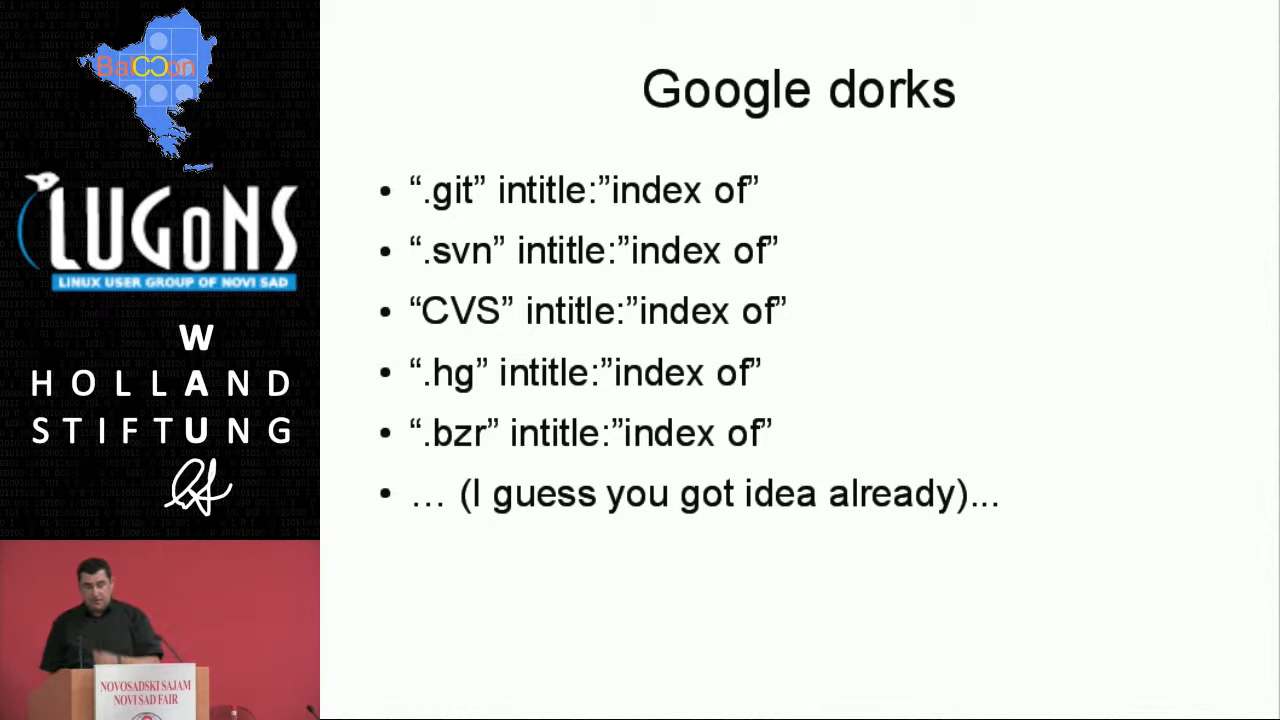 BalCCon
LUGoNS
LINUX USER GROUP OF NOVI SAD
W
HOLLAND
STIFTUNG
Google dorks
• “.git” intitle:”index of”
• “.svn” intitle:”index of”
• “CVS” intitle:”index of”
• “.hg” intitle:”index of”
• “.bzr” intitle:”index of”
• … (I guess you got idea already)...
NOVOSADSKI SAJAM
NOVI SAD FAIR